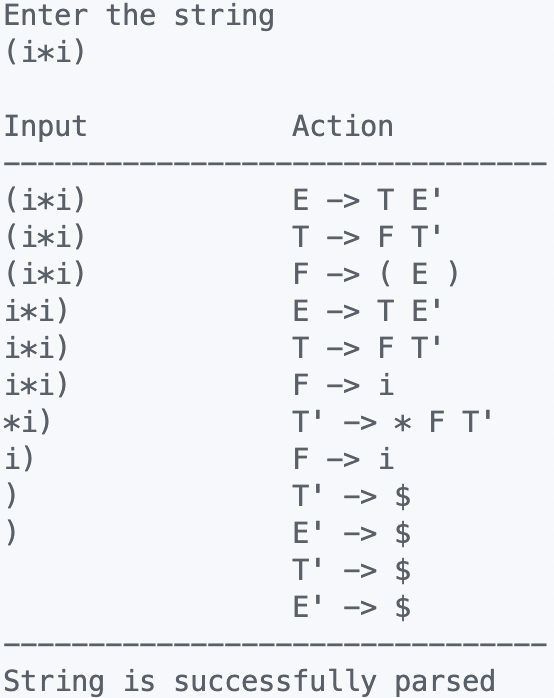 Enter the string
(i*i)
Input Action
--------------------------------
(i*i) E -> T E'
(i*i) T -> F T'
(i*i) F -> ( E )
i*i) E -> T E'
i*i) T -> F T'
i*i) F -> i
*i) T' -> * F T'
i) F -> i
) T' -> $
) E' -> $
T' -> $
E' -> $
--------------------------------
String is successfully parsed